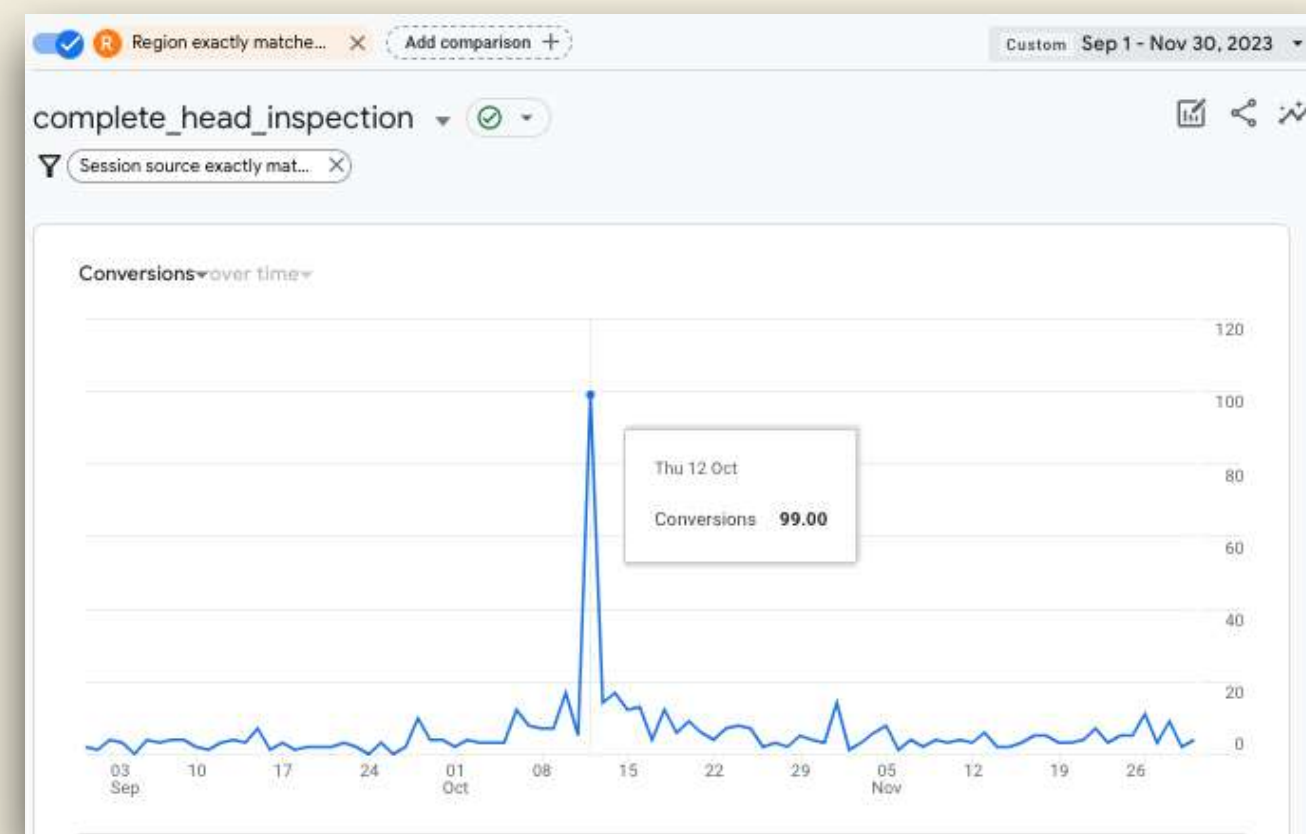 R Region exactly matche... Add comparison + Custom Sep 1 - Nov 30, 2023
complete_head_inspection
Session source exactly mat...
Conversions over time
120
100
Thu 12 Oct
80
Conversions 99.00
60
40
20
0
03 10 17 24 01 08 15 22 29 05 12 19 26
Sep Oct Nov